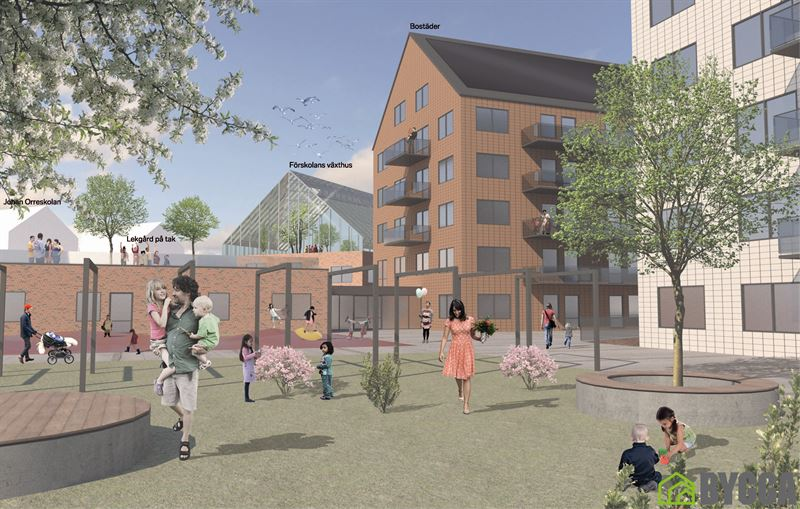 Bostäder
Förskolans växthus
Johan Orreskolan
Lekgård på tak
BYGGA